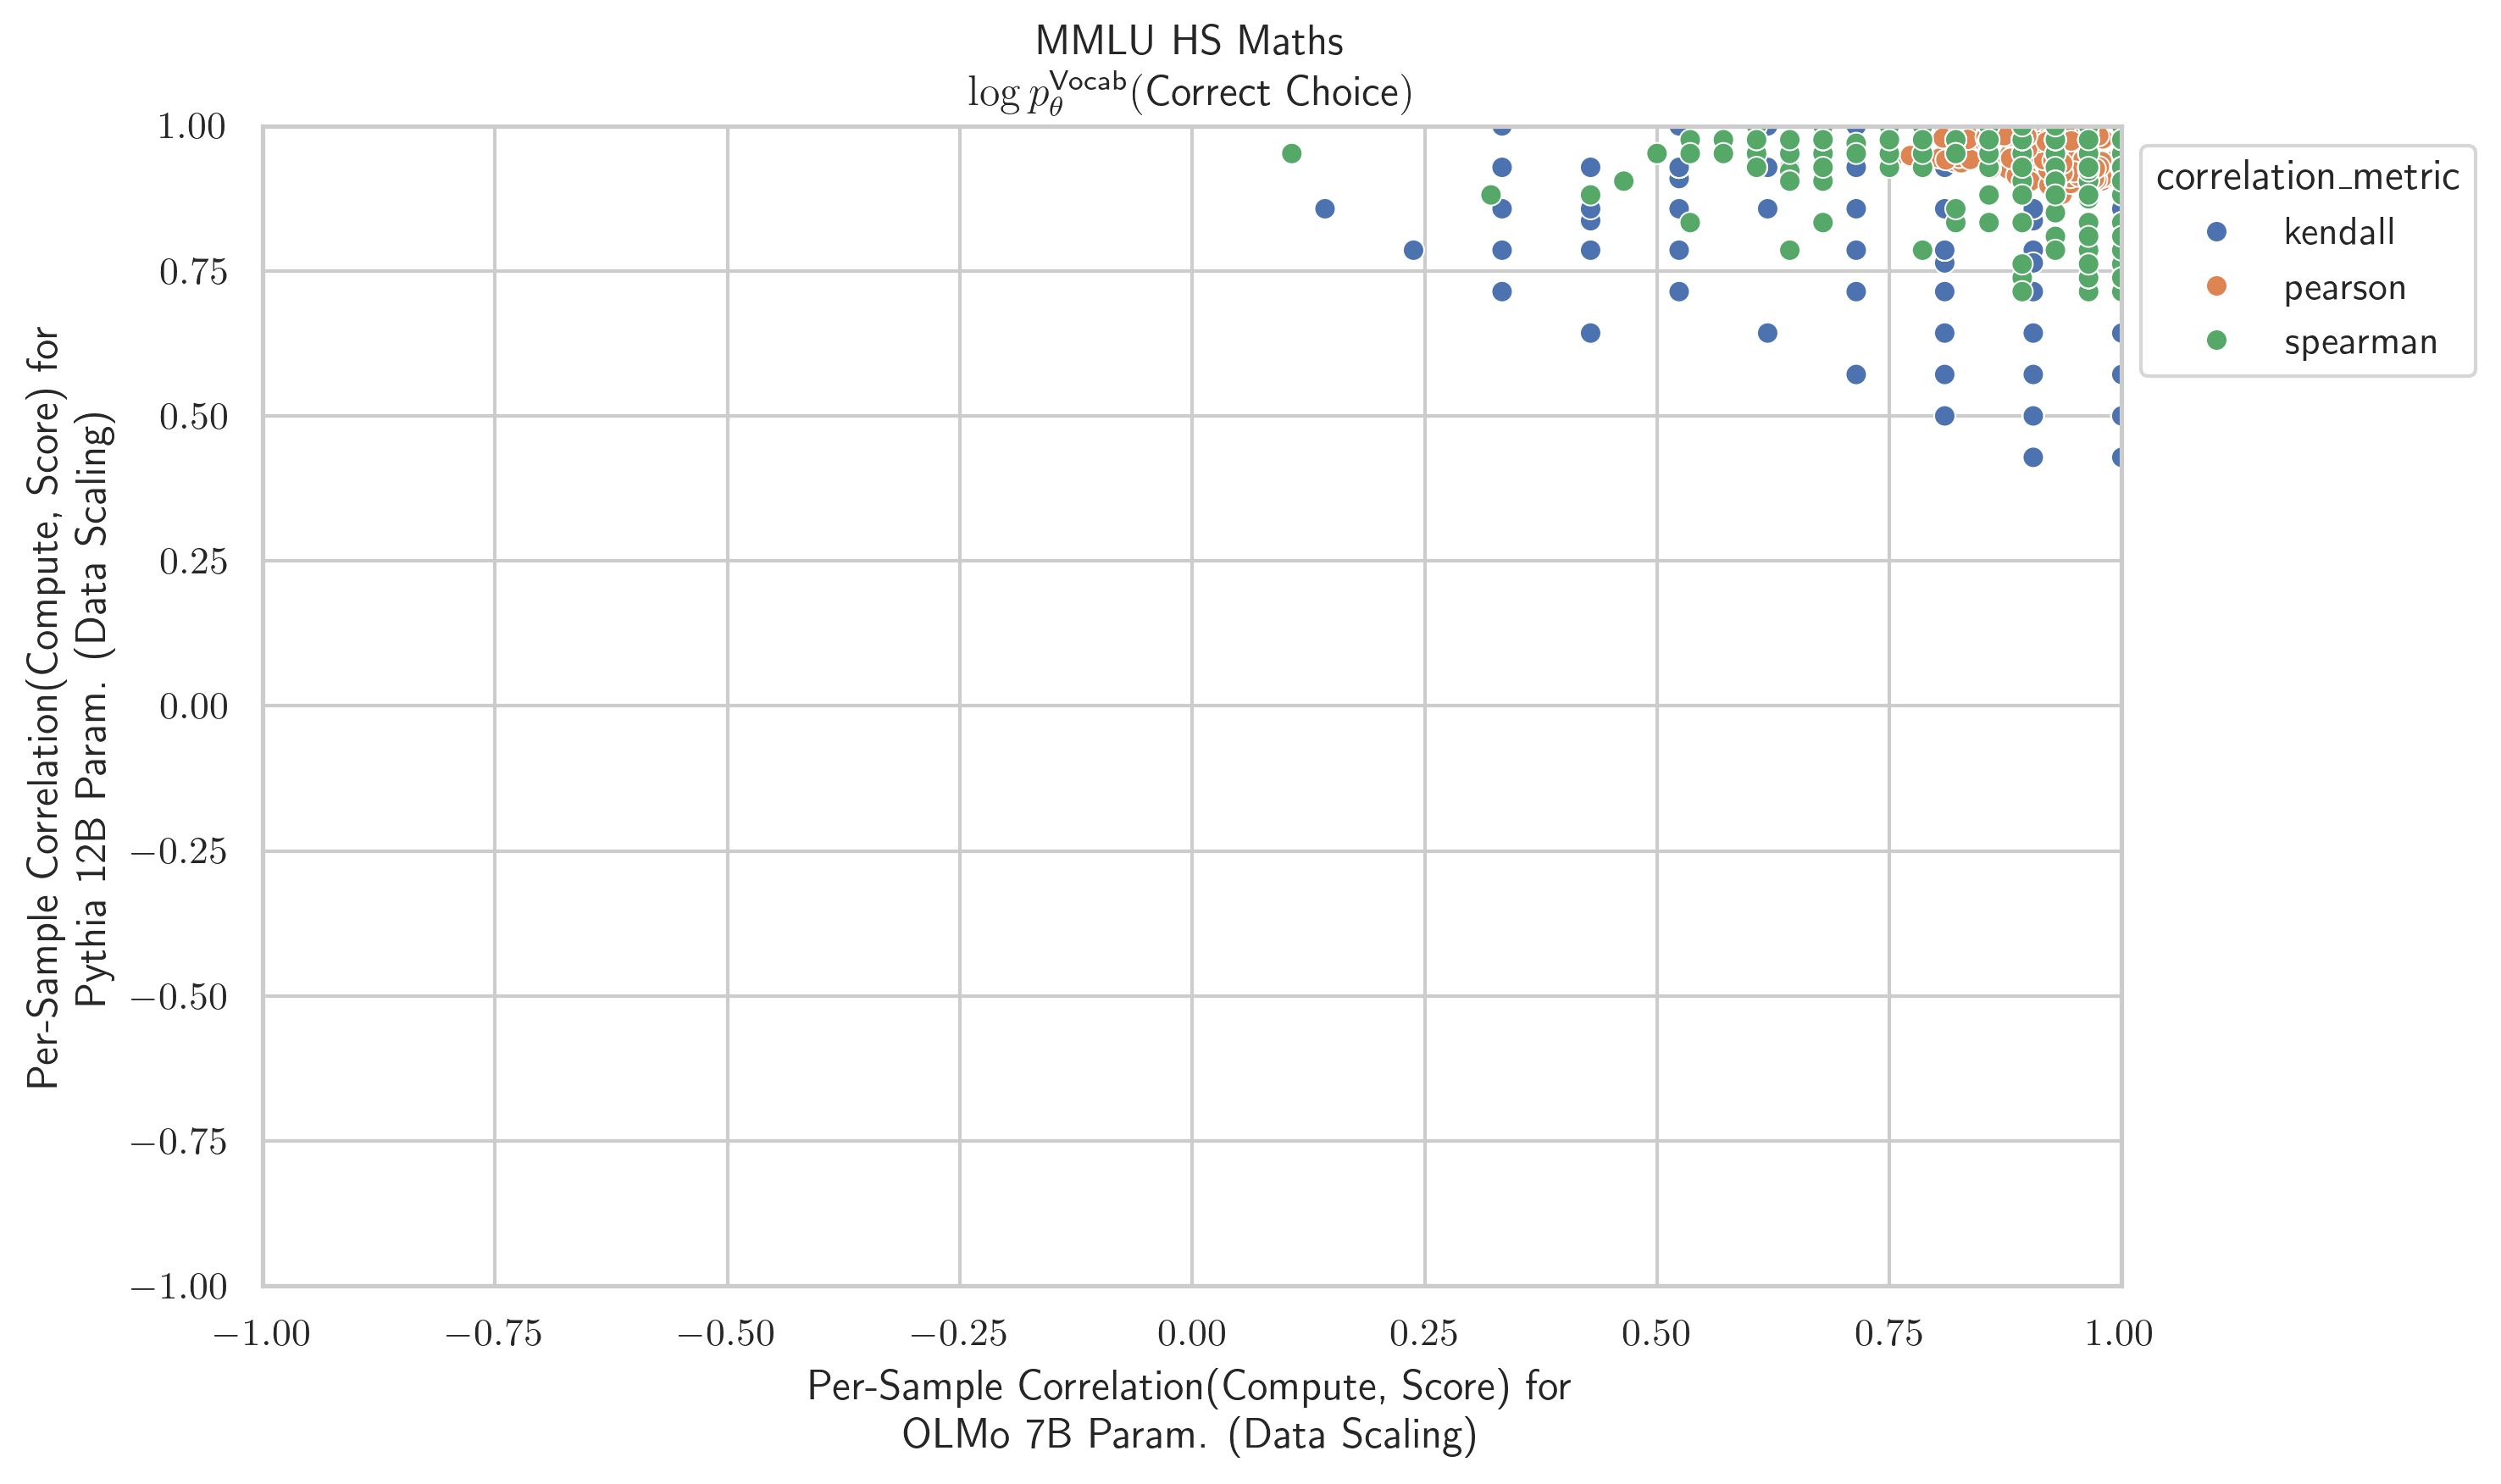 MMLU HS Maths
log p_θ^Vocab(Correct Choice)
Per-Sample Correlation(Compute, Score) for
Pythia 12B Param. (Data Scaling)
1.00
0.75
0.50
0.25
0.00
−0.25
−0.50
−0.75
−1.00
correlation_metric
kendall
pearson
spearman
−1.00
−0.75
−0.50
−0.25
0.00
0.25
0.50
0.75
1.00
Per-Sample Correlation(Compute, Score) for
OLMo 7B Param. (Data Scaling)